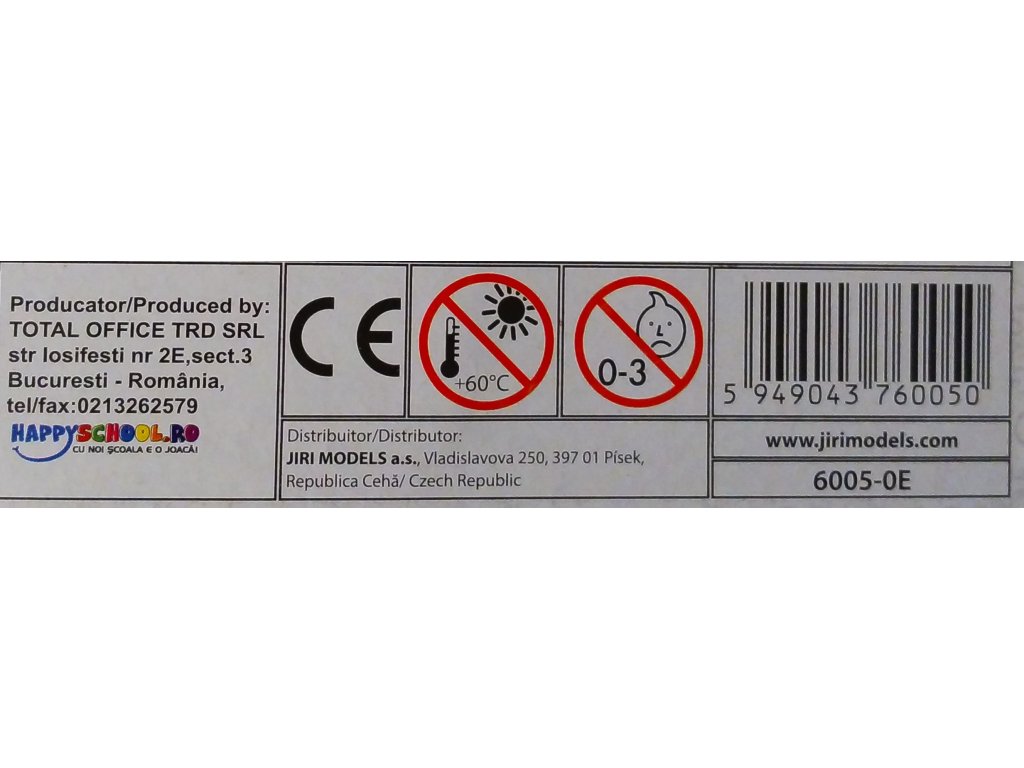 Producator/Produced by:
TOTAL OFFICE TRD SRL
str Iosifesti nr 2E,sect.3
Bucuresti - România,
tel/fax:0213262579
HAPPYSCHOOL.RO
CU NOI ŞCOALA E O JOACĂ!
CE
+60°C
0-3
Distribuitor/Distributor:
JIRI MODELS a.s., Vladislavova 250, 397 01 Písek,
Republica Cehă/ Czech Republic
5 949043 760050
www.jirimodels.com
6005-0E